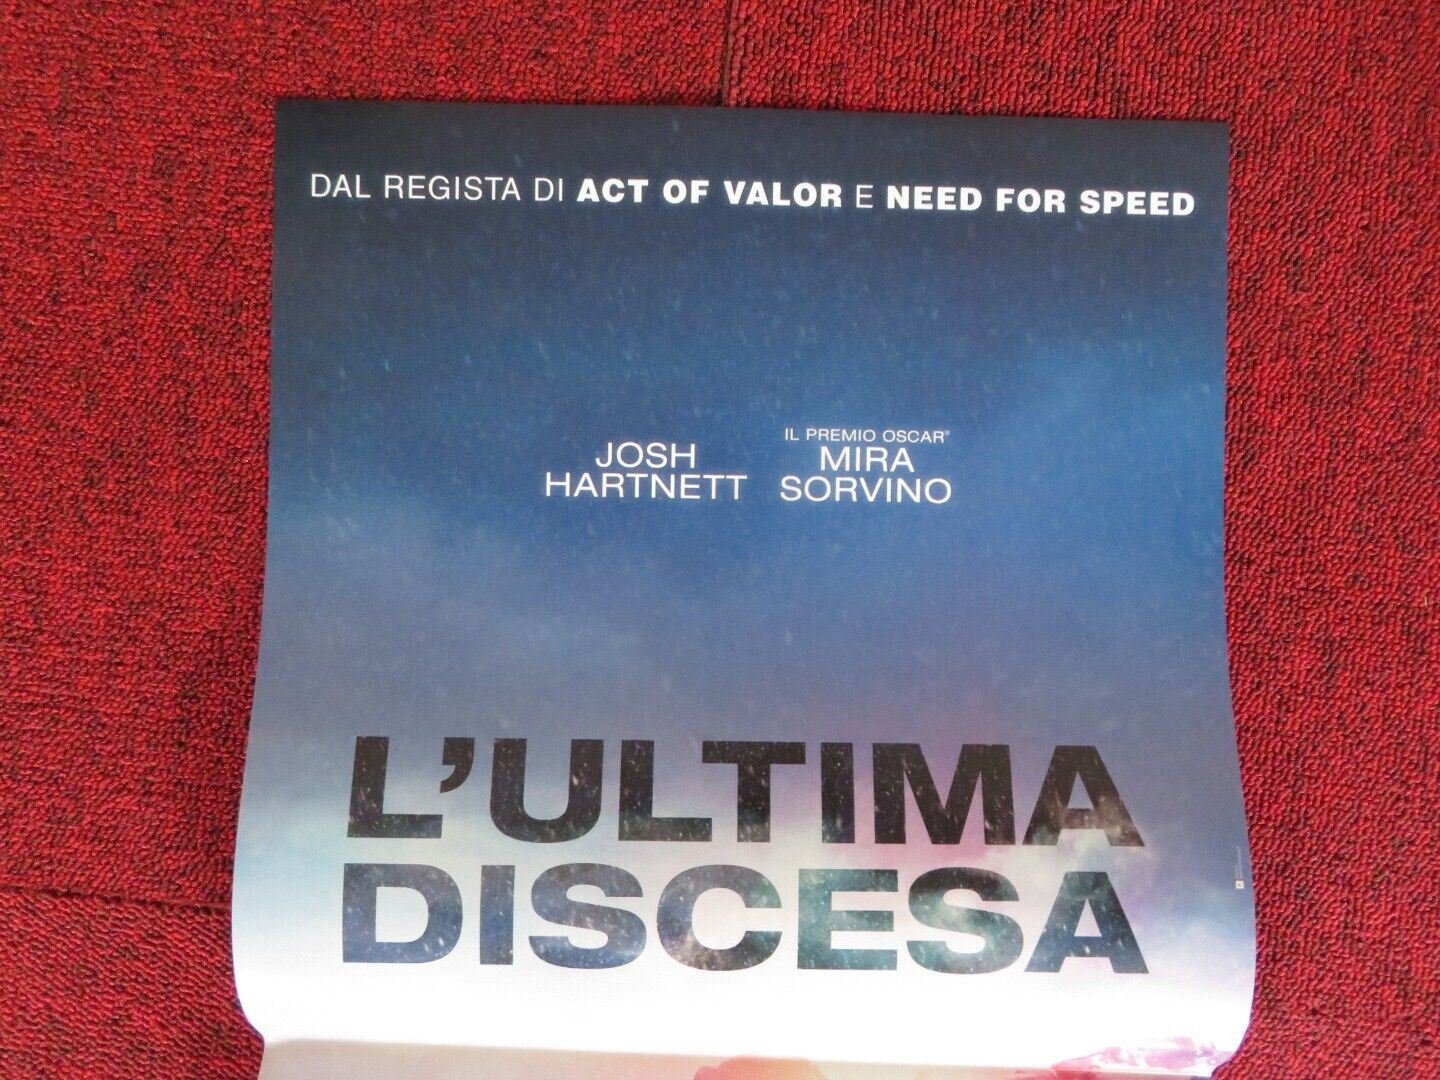 DAL REGISTA DI ACT OF VALOR E NEED FOR SPEED
JOSH
HARTNETT
IL PREMIO OSCAR®
MIRA
SORVINO
L'ULTIMA
DISCESA